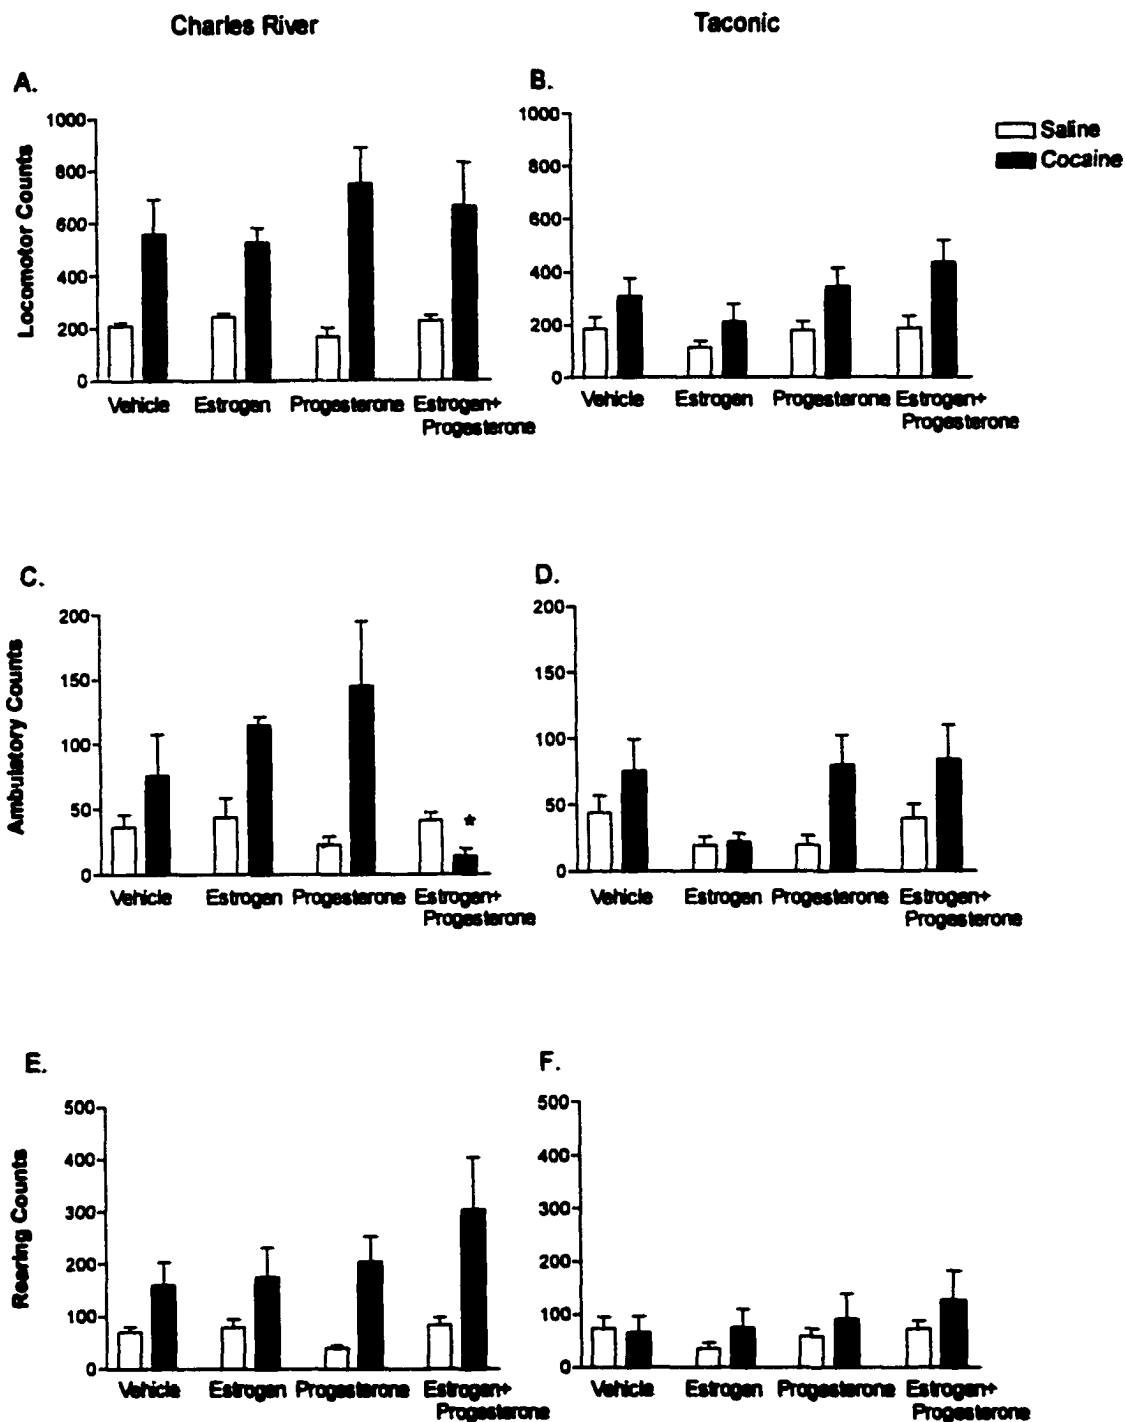 Charles River
Taconic
A.
B.
Saline
Cocaine
Locomotor Counts
1000
800
600
400
200
0
Vehicle Estrogen Progesterone Estrogen+
Progesterone
1000
800
600
400
200
0
Vehicle Estrogen Progesterone Estrogen+
Progesterone
C.
D.
Ambulatory Counts
200
150
100
50
0
*
Vehicle Estrogen Progesterone Estrogen+
Progesterone
200
150
100
50
0
Vehicle Estrogen Progesterone Estrogen+
Progesterone
E.
F.
Rearing Counts
500
400
300
200
100
0
Vehicle Estrogen Progesterone Estrogen+
Progesterone
500
400
300
200
100
0
Vehicle Estrogen Progesterone Estrogen+
Progesterone